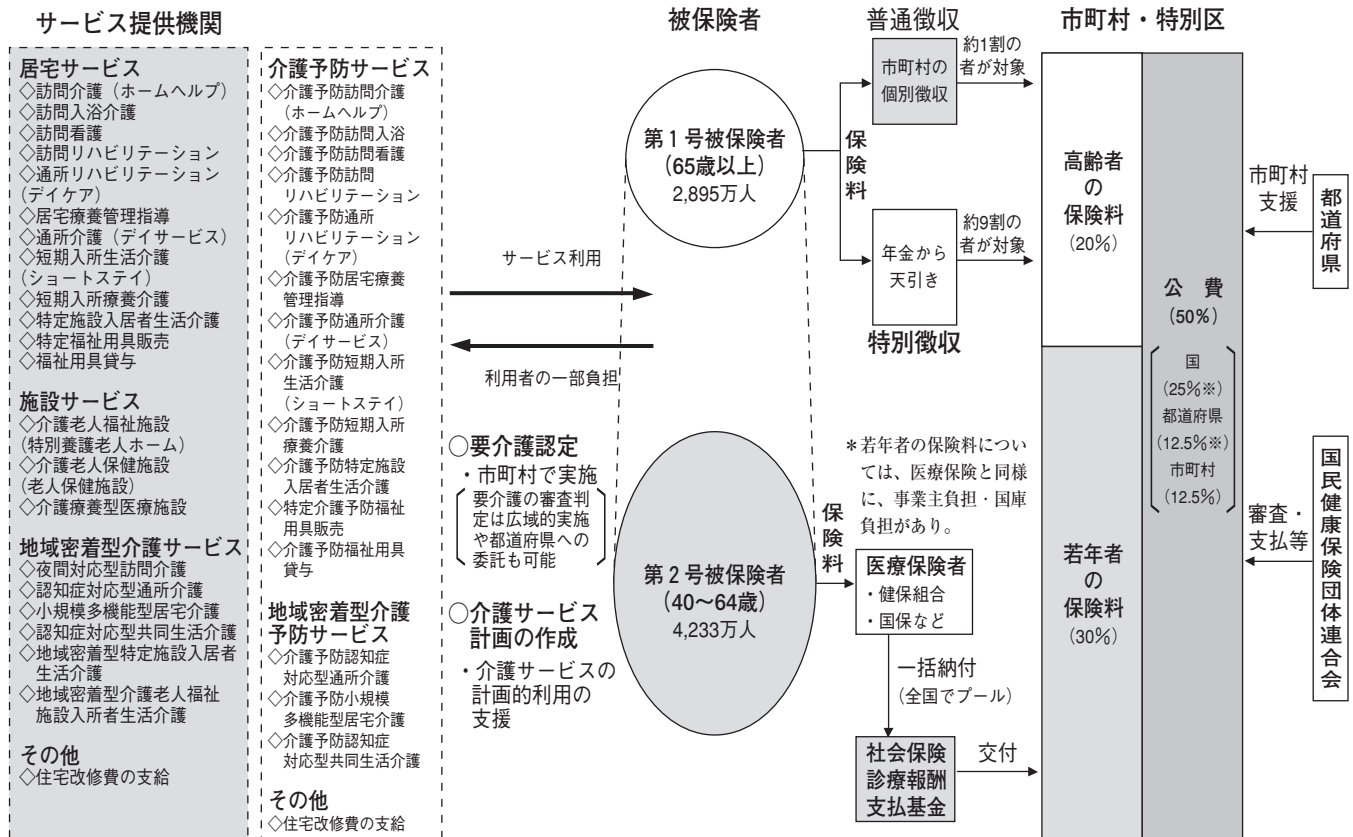 サービス提供機関
居宅サービス
◇訪問介護（ホームヘルプ）
◇訪問入浴介護
◇訪問看護
◇訪問リハビリテーション
◇通所リハビリテーション
(デイケア）
◇居宅療養管理指導
◇通所介護（デイサービス）
◇短期入所生活介護
(ショートステイ)
◇短期入所療養介護
◇特定施設入居者生活介護
◇特定福祉用具販売
◇福祉用具貸与
施設サービス
◇介護老人福祉施設
(特別養護老人ホーム）
◇介護老人保健施設
(老人保健施設)
◇介護療養型医療施設
地域密着型介護サービス
◇夜間対応型訪問介護
◇認知症対応型通所介護
◇小規模多機能型居宅介護
◇認知症対応型共同生活介護
◇地域密着型特定施設入居者
生活介護
◇地域密着型介護老人福祉
施設入所者生活介護
その他
◇住宅改修費の支給
介護予防サービス
◇介護予防訪問介護
（ホームヘルプ）
◇介護予防訪問入浴
◇介護予防訪問看護
◇介護予防訪問
リハビリテーション
◇介護予防通所
リハビリテーション
（デイケア）
◇介護予防居宅療養
管理指導
◇介護予防通所介護
（デイサービス）
◇介護予防短期入所
生活介護
（ショートステイ）
◇介護予防短期入所
療養介護
◇介護予防特定施設
入居者生活介護
◇特定介護予防福祉
用具販売
◇介護予防福祉用具
貸与
地域密着型介護
予防サービス
◇介護予防認知症
対応型通所介護
◇介護予防小規模
多機能型居宅介護
◇介護予防認知症
対応型共同生活介護
その他
◇住宅改修費の支給
サービス利用
利用者の一部負担
○要介護認定
・市町村で実施
要介護の審査判
定は広域的実施
や都道府県への
委託も可能
○介護サービス
計画の作成
・介護サービスの
計画的利用の
支援
被保険者
第１号被保険者
(65歳以上)
2,895万人
第２号被保険者
(40〜64歳)
4,233万人
保険料
普通徴収
市町村の
個別徴収
約1割の
者が対象
年金から
天引き
約9割の
者が対象
特別徴収
＊若年者の保険料につい
ては、医療保険と同様
に、事業主負担・国庫
負担があり。
保険料
医療保険者
・健保組合
・国保など
一括納付
（全国でプール）
社会保険
診療報酬
支払基金
交付
市町村・特別区
高齢者
の
保険料
(20%)
若年者
の
保険料
(30%)
公　費
(50%)
国
(25%※)
都道府県
(12.5%※)
市町村
(12.5%)
市町村
支援
都道府県
審査・
支払等
国民健康保険団体連合会